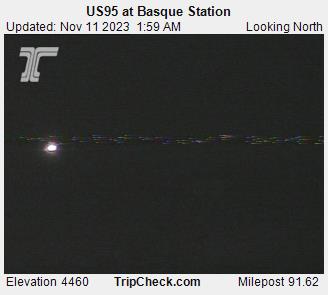 US95 at Basque Station
Updated: Nov 11 2023 1:59 AM Looking North
Elevation 4460 TripCheck.com Milepost 91.62